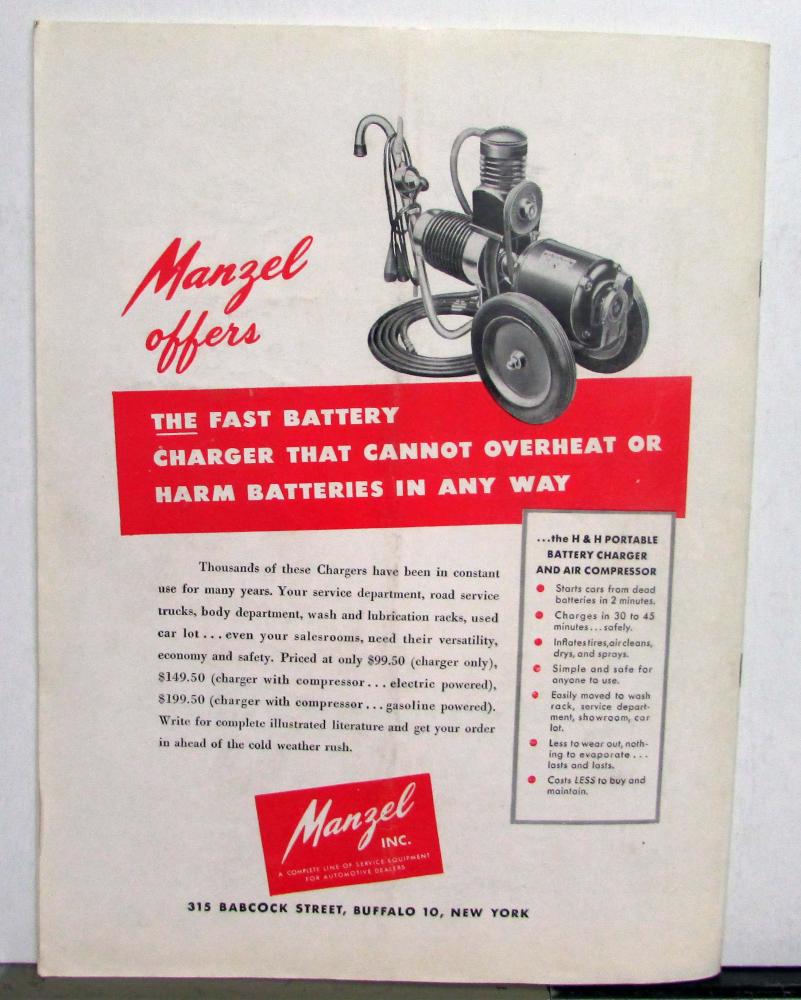 Manzel
offers
THE FAST BATTERY
CHARGER THAT CANNOT OVERHEAT OR
HARM BATTERIES IN ANY WAY
Thousands of these Chargers have been in constant
use for many years. Your service department, road service
trucks, body department, wash and lubrication racks, used
car lot...even your salesrooms, need their versatility,
economy and safety. Priced at only $99.50 (charger only),
$149.50 (charger with compressor...electric powered),
$199.50 (charger with compressor...gasoline powered).
Write for complete illustrated literature and get your order
in ahead of the cold weather rush.
...the H & H PORTABLE
BATTERY CHARGER
AND AIR COMPRESSOR
Starts cars from dead
batteries in 2 minutes.
Charges in 30 to 45
minutes...safely.
Inflates tires, air cleans,
drys, and sprays.
Simple and safe for
anyone to use.
Easily moved to wash
rack, service depart-
ment, showroom, car
lot.
Less to wear out, noth-
ing to evaporate...
lasts and lasts.
Costs LESS to buy and
maintain.
Manzel
INC.
A COMPLETE LINE OF SERVICE EQUIPMENT
FOR AUTOMOTIVE DEALERS
315 BABCOCK STREET, BUFFALO 10, NEW YORK